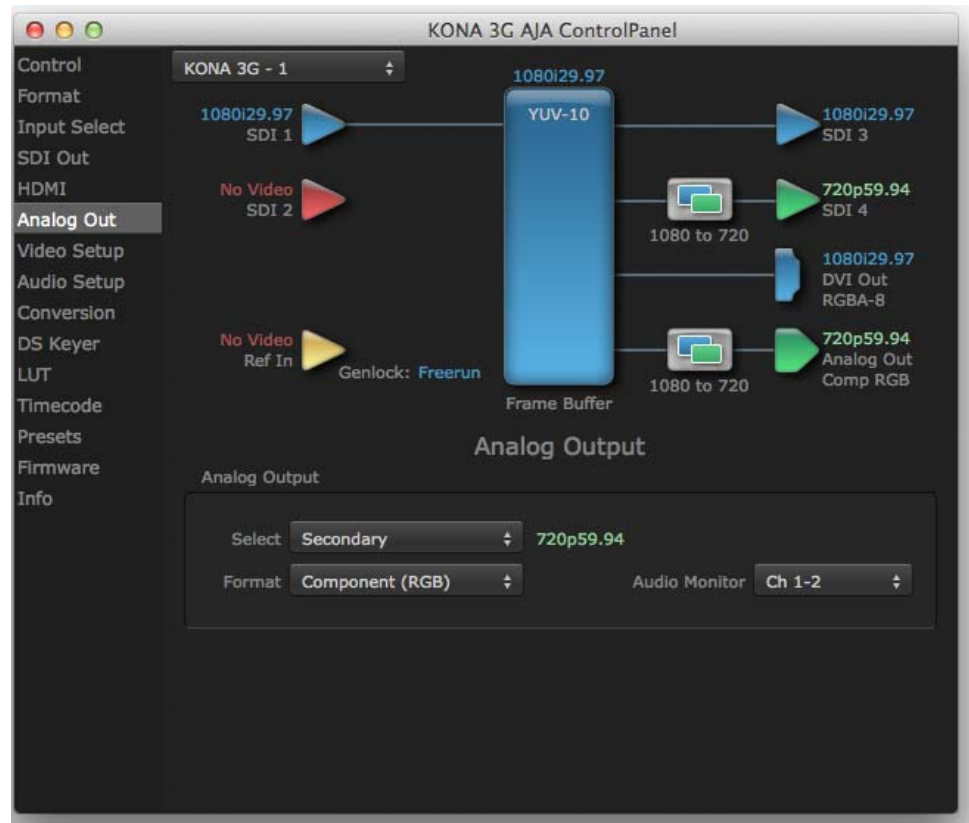 KONA 3G AJA ControlPanel
Control
Format
Input Select
SDI Out
HDMI
Analog Out
Video Setup
Audio Setup
Conversion
DS Keyer
LUT
Timecode
Presets
Firmware
Info
KONA 3G - 1
1080i29.97
YUV-10
1080i29.97
SDI 1
No Video
SDI 2
No Video
Ref In
Genlock: Freerun
Frame Buffer
1080i29.97
SDI 3
720p59.94
SDI 4
1080 to 720
1080i29.97
DVI Out
RGBA-8
720p59.94
Analog Out
Comp RGB
1080 to 720
Analog Output
Analog Output
Select Secondary 720p59.94
Format Component (RGB) Audio Monitor Ch 1-2